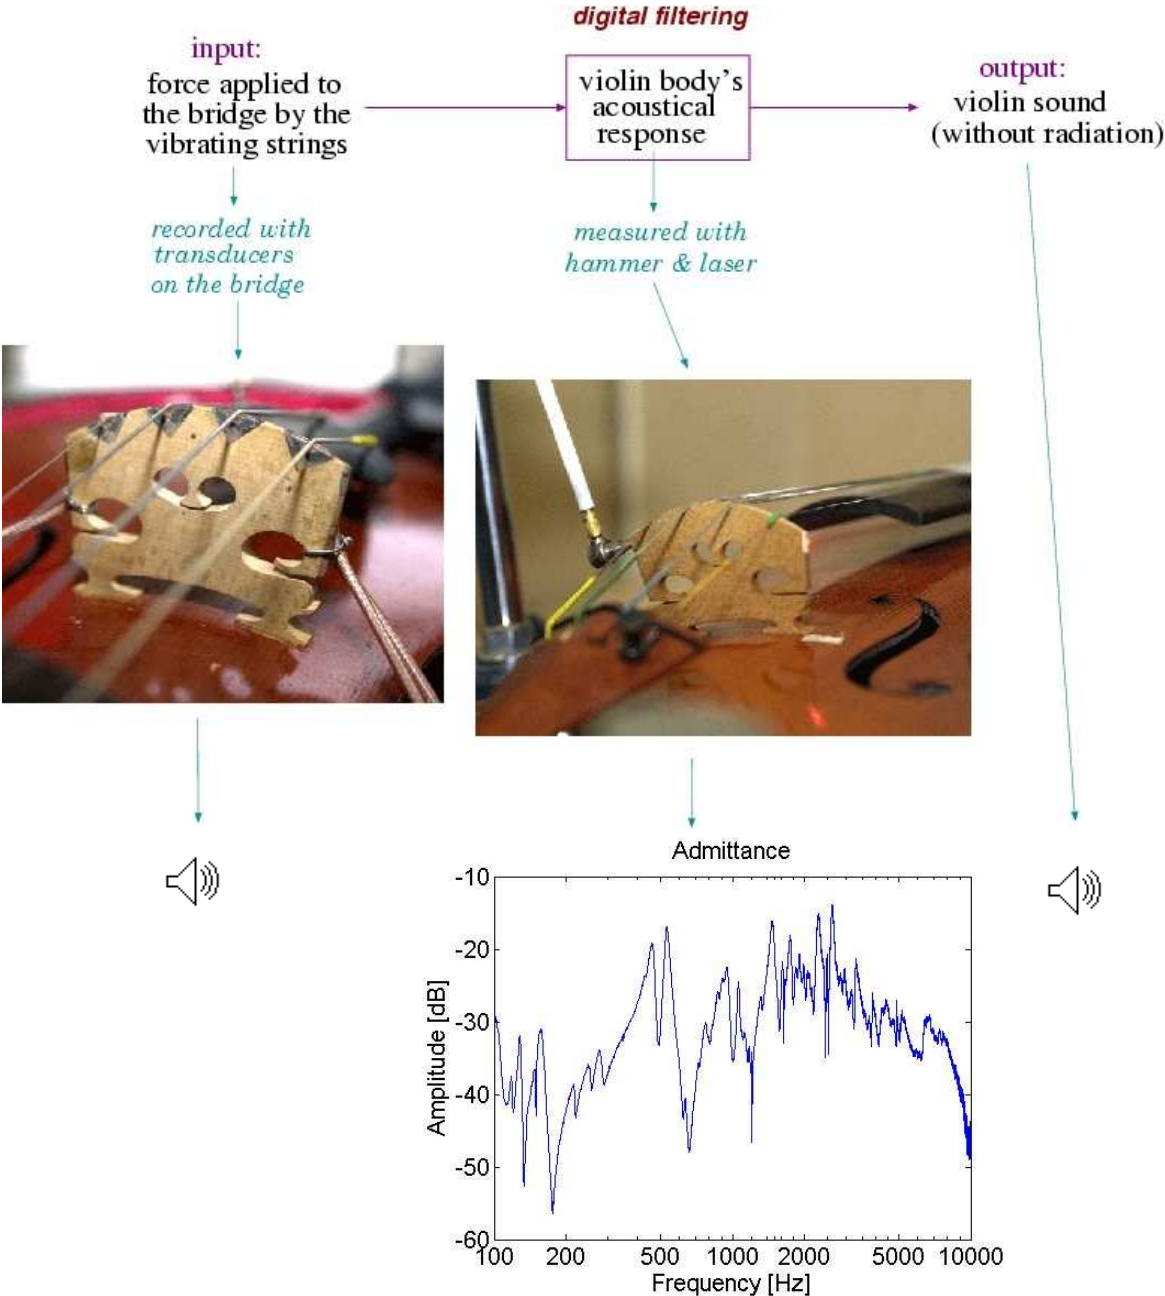 digital filtering
input:
force applied to
the bridge by the
vibrating strings
violin body's
acoustical
response
output:
violin sound
(without radiation)
recorded with
transducers
on the bridge
measured with
hammer & laser
Admittance
Amplitude [dB]
-10
-20
-30
-40
-50
-60
100 200 500 1000 2000 5000 10000
Frequency [Hz]